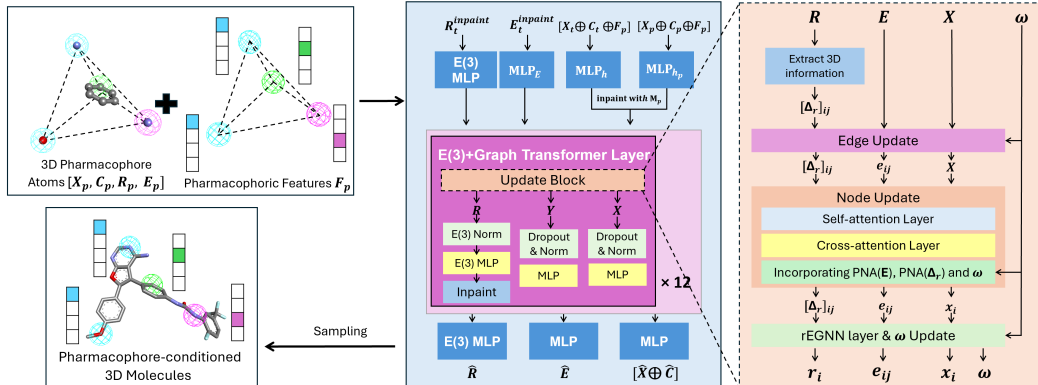 3D Pharmacophore
Atoms [X_p, C_p, R_p, E_p]
Pharmacophoric Features F_p
Pharmacophore-conditioned
3D Molecules
Sampling
R_t^inpaint
E_t^inpaint
[X_t ⊕ C_t ⊕ F_p]
[X_p ⊕ C_p ⊕ F_p]
E(3)
MLP
MLP_E
MLP_h
MLP_{h_p}
inpaint with M_p
E(3)+Graph Transformer Layer
Update Block
R Y X
E(3) Norm
E(3) MLP
Inpaint
Dropout
& Norm
MLP
Dropout
& Norm
MLP
× 12
E(3) MLP
MLP
MLP
R̂
Ê
[X̂ ⊕ Ĉ]
R E X ω
Extract 3D
information
[Δ_r]_ij
Edge Update
[Δ_r]_ij e_ij X
Node Update
Self-attention Layer
Cross-attention Layer
Incorporating PNA(E), PNA(Δ_r) and ω
[Δ_r]_ij e_ij x_i
rEGNN layer & ω Update
r_i e_ij x_i ω